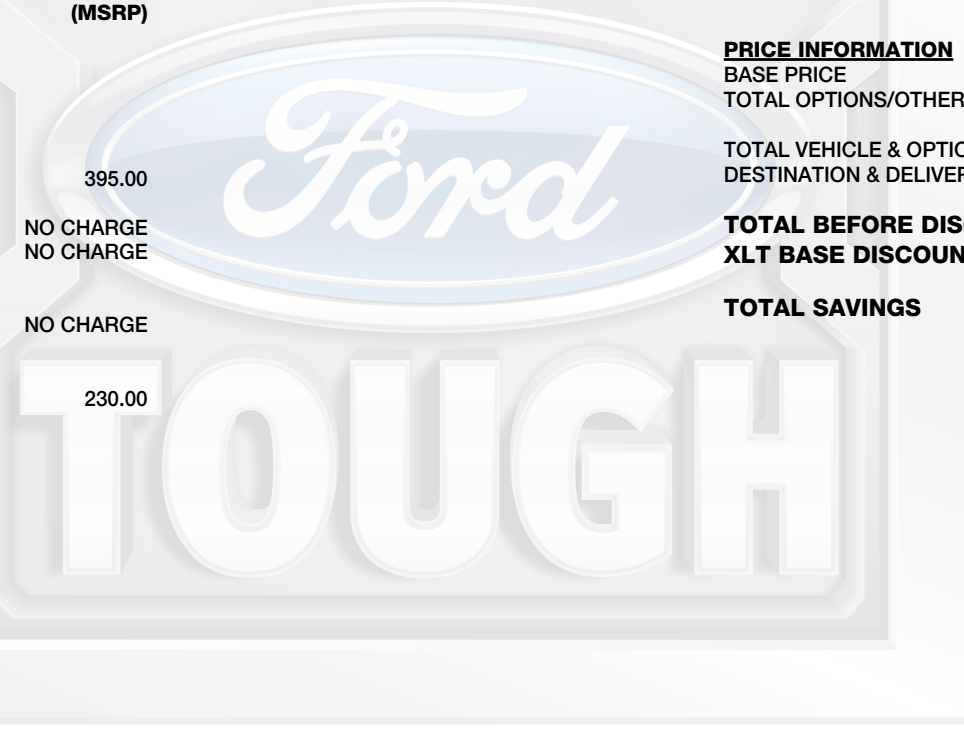 (MSRP)
395.00
NO CHARGE
NO CHARGE
NO CHARGE
230.00
PRICE INFORMATION
BASE PRICE
TOTAL OPTIONS/OTHER
TOTAL VEHICLE & OPTIO
DESTINATION & DELIVER
TOTAL BEFORE DISC
XLT BASE DISCOUN
TOTAL SAVINGS
Ford
TOUGH